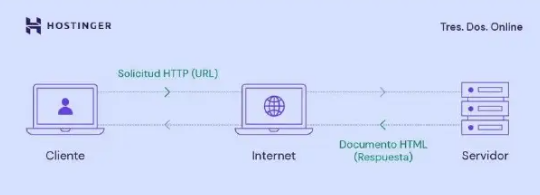 HOSTINGER
Tres. Dos. Online
Solicitud HTTP (URL)
Documento HTML
(Respuesta)
Cliente
Internet
Servidor